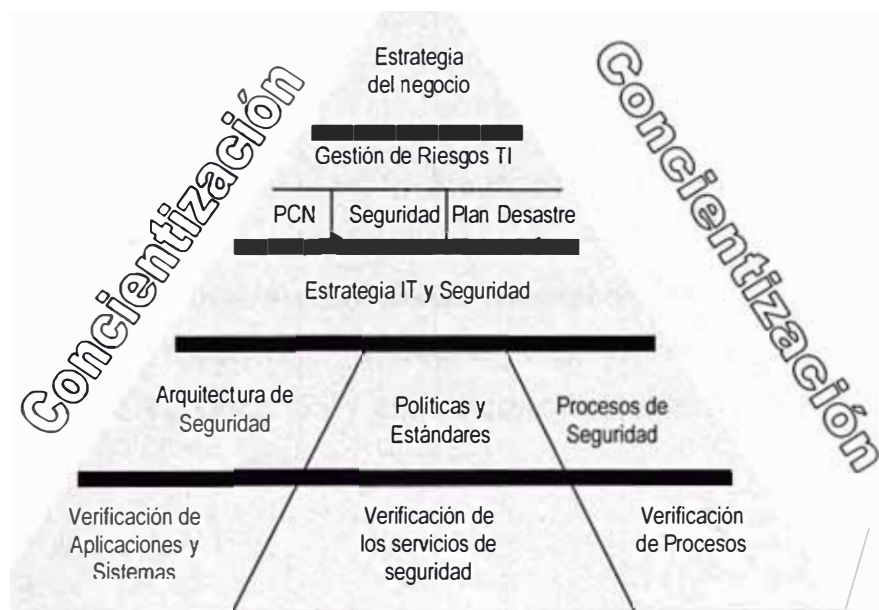 Estrategia
del negocio
Concientización
Concientización
Gestión de Riesgos TI
PCN Seguridad Plan Desastre
Estrategia IT y Seguridad
Arquitectura de
Seguridad
Políticas y
Estándares
Procesos de
Seguridad
Verificación de
Aplicaciones y
Sistemas
Verificación de
los servicios de
seguridad
Verificación
de Procesos